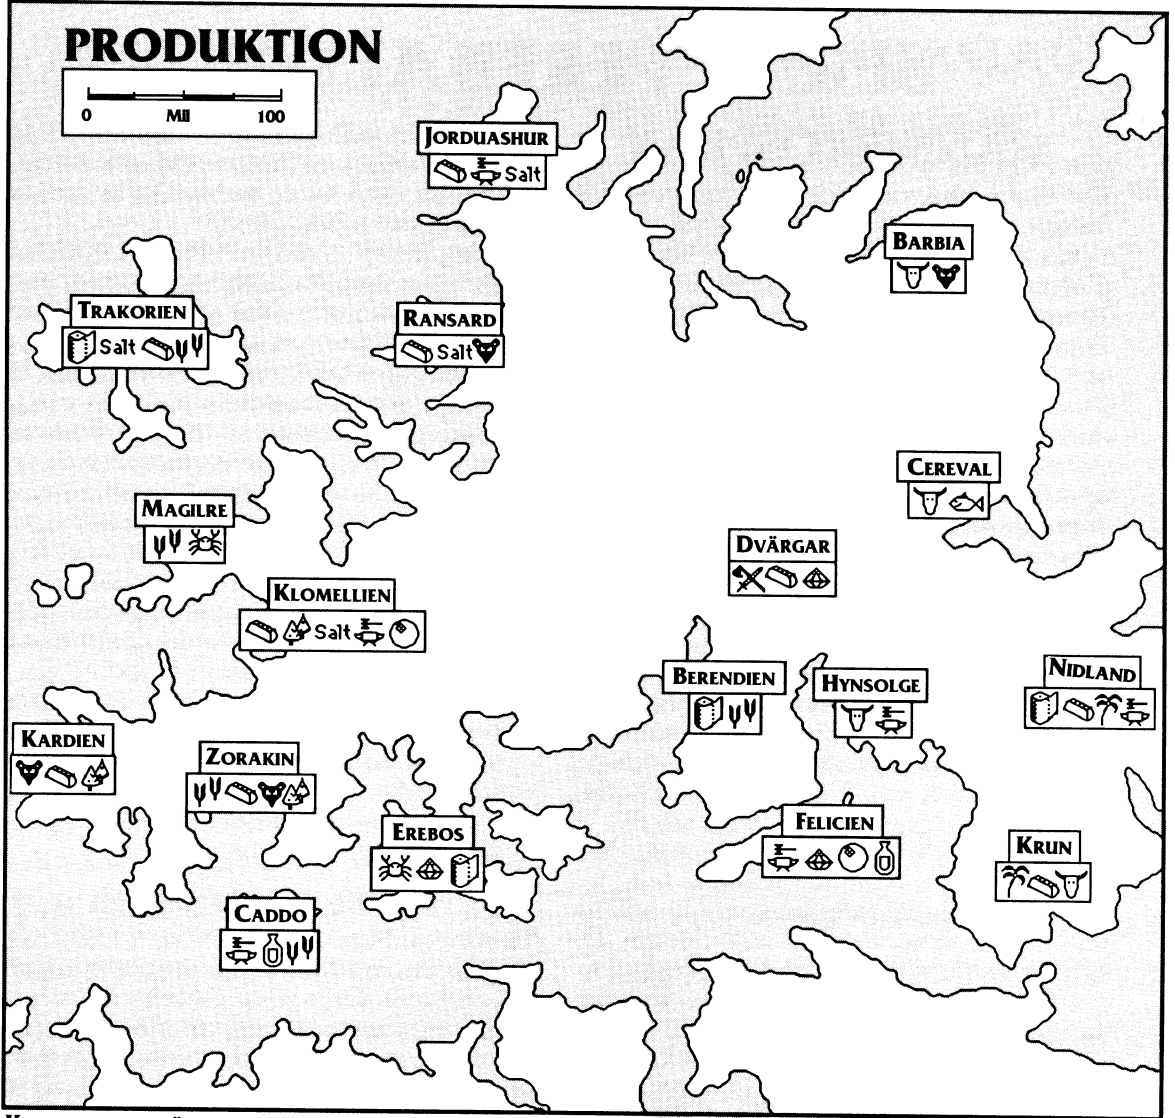 PRODUKTION
0 Mil 100
JORDUASHUR
Salt
BARBIA
TRAKORIEN
Salt
RANSARD
Salt
CEREVAL
MAGILRE
DVÄRGAR
KLOMELLIEN
Salt
BERENDIEN
HYNSOLGE
NIDLAND
KARDIEN
ZORAKIN
EREBOS
FELICIEN
KRUN
CADDO